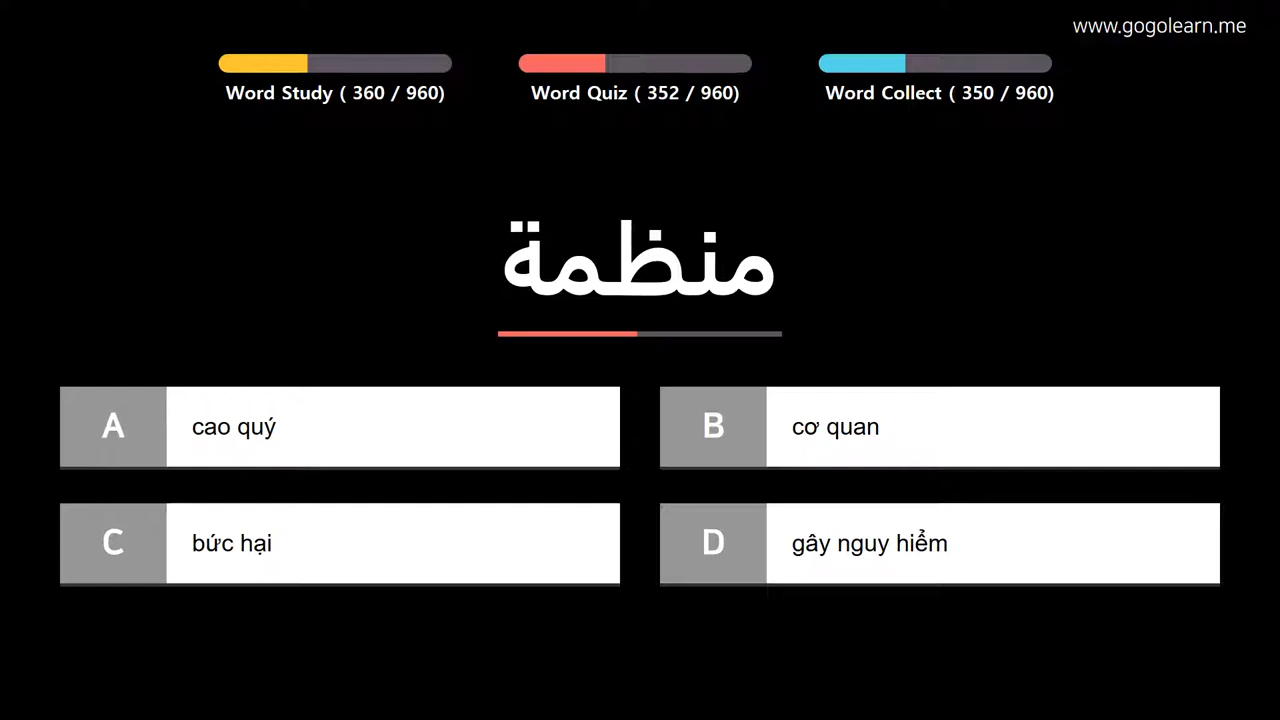 www.gogolearn.me
Word Study ( 360 / 960)
Word Quiz ( 352 / 960)
Word Collect ( 350 / 960)
منظمة
A
cao quý
B
cơ quan
C
bức hại
D
gây nguy hiểm